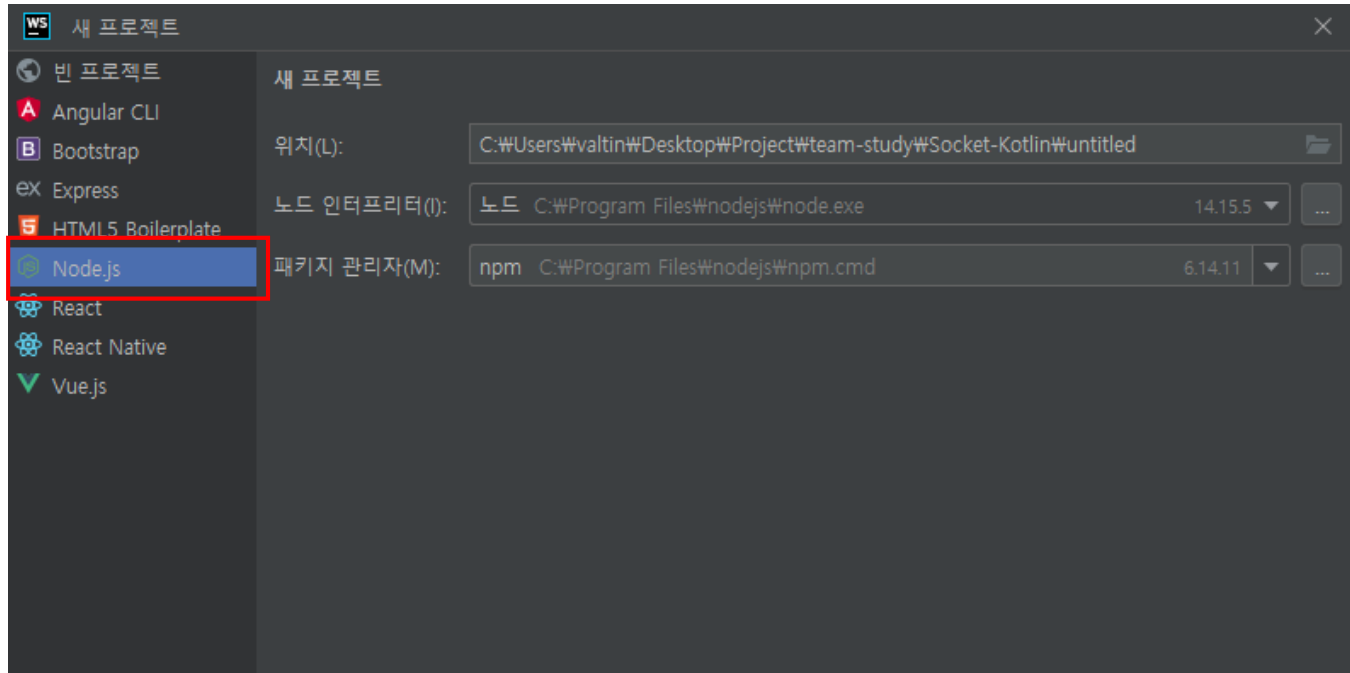 WS 새 프로젝트
빈 프로젝트
Angular CLI
B Bootstrap
ex Express
HTML5 Boilerplate
Node.js
React
React Native
Vue.js
새 프로젝트
위치(L): C:₩Users₩valtin₩Desktop₩Project₩team-study₩Socket-Kotlin₩untitled
노드 인터프리터(I): 노드 C:₩Program Files₩nodejs₩node.exe 14.15.5 ...
패키지 관리자(M): npm C:₩Program Files₩nodejs₩npm.cmd 6.14.11 ...